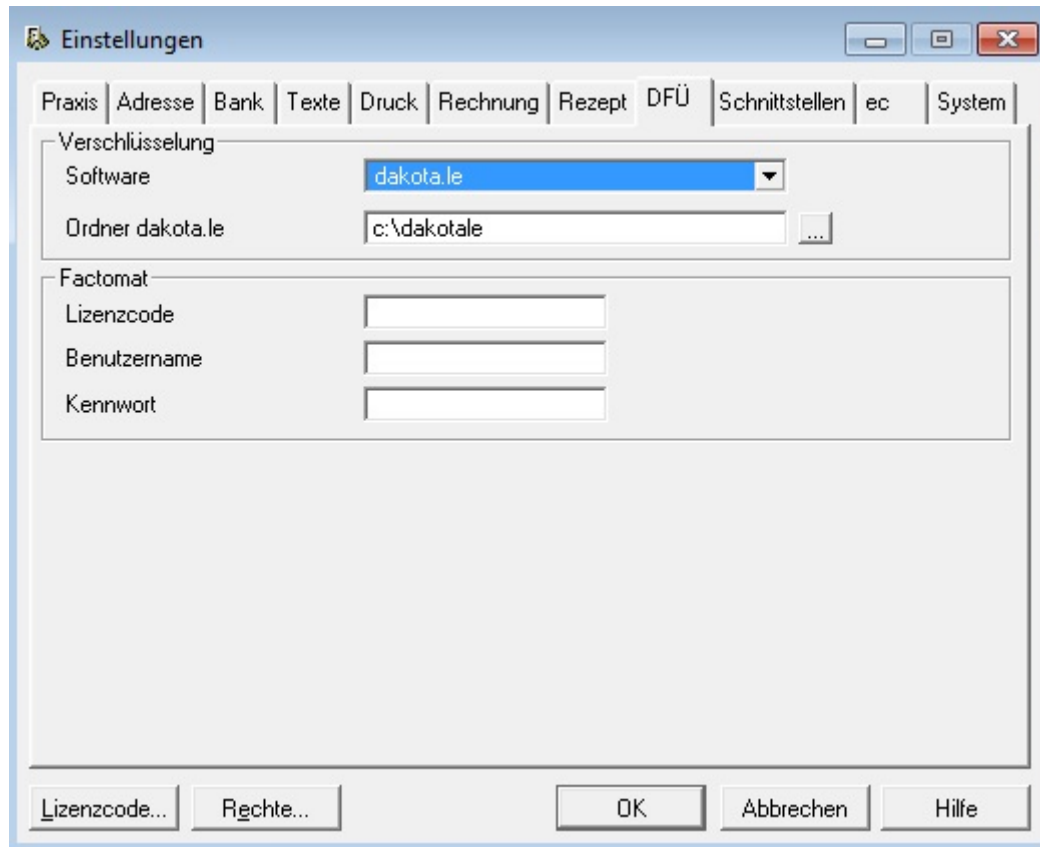 Einstellungen
Praxis Adresse Bank Texte Druck Rechnung Rezept DFÜ Schnittstellen ec System
Verschlüsselung
Software dakota.le
Ordner dakota.le c:\dakotale ...
Factomat
Lizenzcode
Benutzername
Kennwort
Lizenzcode... Rechte... OK Abbrechen Hilfe